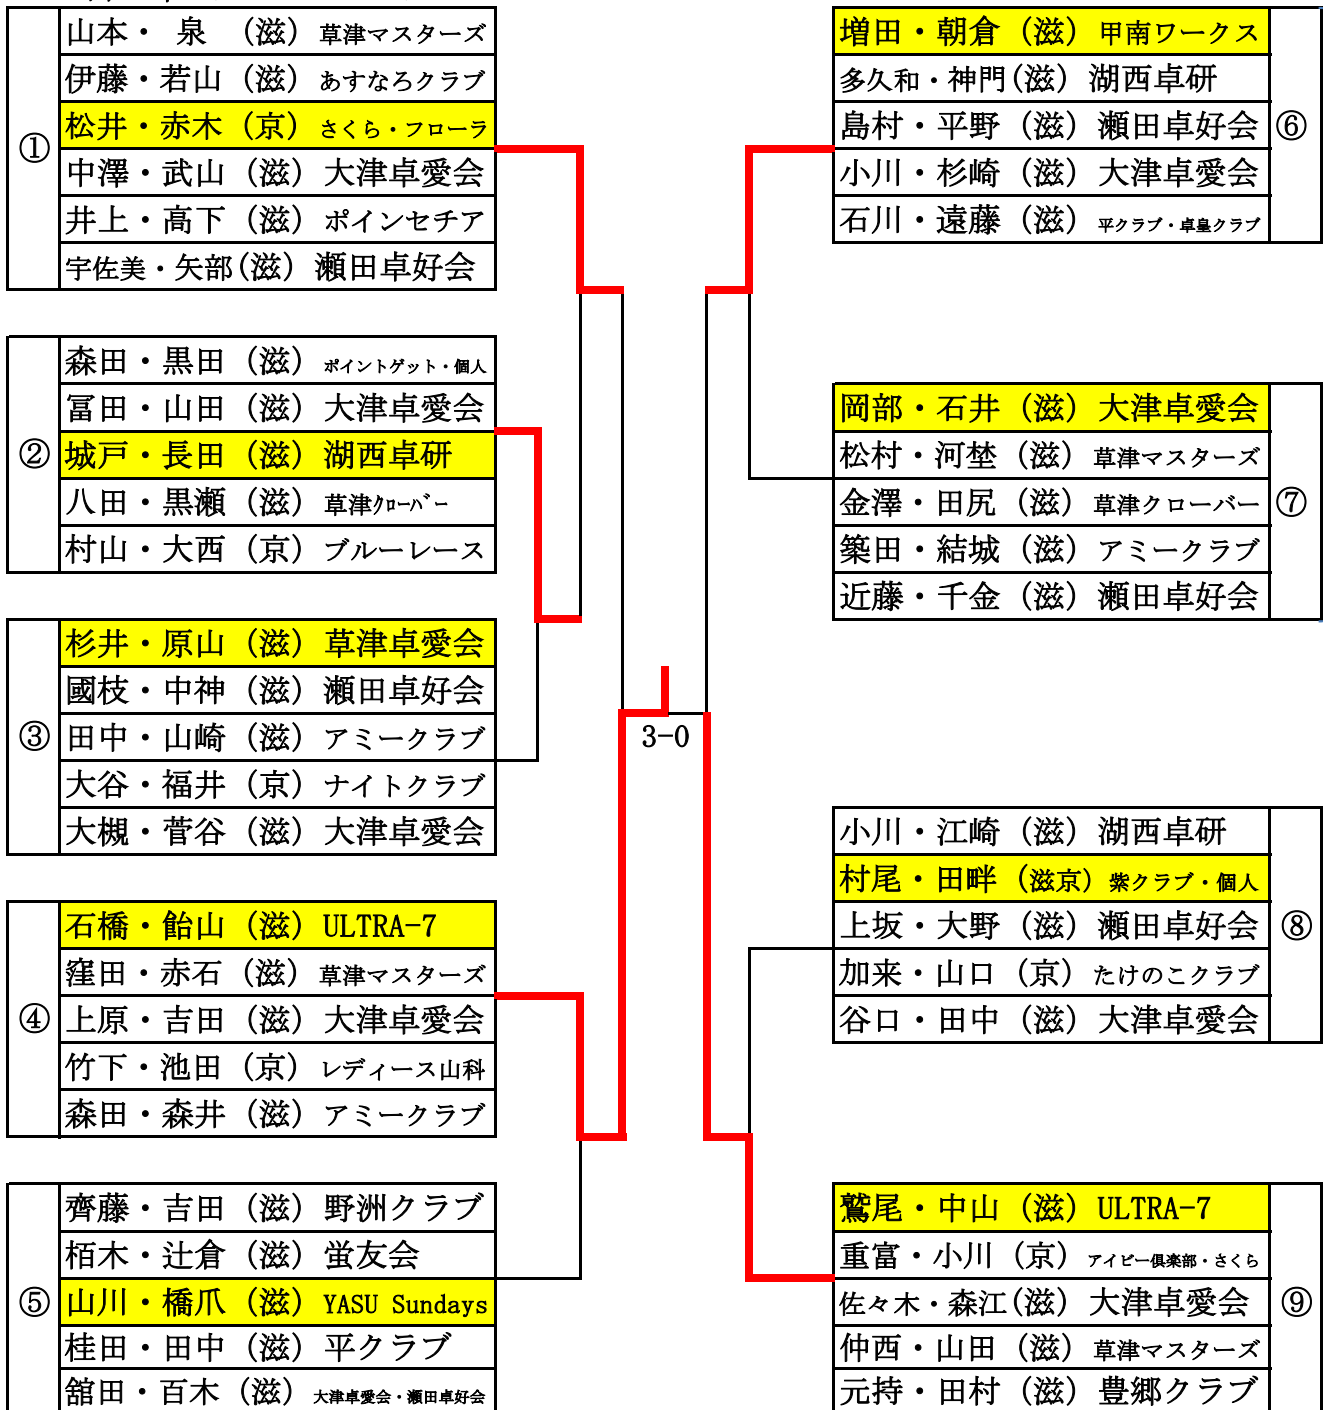 ①
山本・ 泉 （滋） 草津マスターズ
伊藤・若山（滋） あすなろクラブ
松井・赤木（京） さくら・フローラ
中澤・武山（滋） 大津卓愛会
井上・高下（滋） ポインセチア
宇佐美・矢部(滋） 瀬田卓好会
②
森田・黒田（滋） ポイントゲット・個人
冨田・山田（滋） 大津卓愛会
城戸・長田（滋） 湖西卓研
八田・黒瀬（滋） 草津ｸﾛｰﾊﾞｰ
村山・大西（京） ブルーレース
③
杉井・原山（滋） 草津卓愛会
國枝・中神（滋） 瀬田卓好会
田中・山崎（滋） アミークラブ
大谷・福井（京） ナイトクラブ
大槻・菅谷（滋） 大津卓愛会
④
石橋・飴山（滋） ULTRA-7
窪田・赤石（滋） 草津マスターズ
上原・吉田（滋） 大津卓愛会
竹下・池田（京） レディース山科
森田・森井（滋） アミークラブ
⑤
齊藤・吉田（滋） 野洲クラブ
栢木・辻倉（滋） 蛍友会
山川・橋爪（滋） YASU Sundays
桂田・田中（滋） 平クラブ
舘田・百木（滋） 大津卓愛会・瀬田卓好会
3-0
⑥
増田・朝倉（滋） 甲南ワークス
多久和・神門(滋） 湖西卓研
島村・平野（滋） 瀬田卓好会
小川・杉崎（滋） 大津卓愛会
石川・遠藤（滋） 平クラブ・卓皇クラブ
⑦
岡部・石井（滋） 大津卓愛会
松村・河埜（滋） 草津マスターズ
金澤・田尻（滋） 草津クローバー
築田・結城（滋） アミークラブ
近藤・千金（滋） 瀬田卓好会
⑧
小川・江崎（滋） 湖西卓研
村尾・田畔（滋京） 紫クラブ・個人
上坂・大野（滋） 瀬田卓好会
加来・山口（京） たけのこクラブ
谷口・田中（滋） 大津卓愛会
⑨
鷲尾・中山（滋） ULTRA-7
重富・小川（京） アイビー倶楽部・さくら
佐々木・森江(滋） 大津卓愛会
仲西・山田（滋） 草津マスターズ
元持・田村（滋） 豊郷クラブ